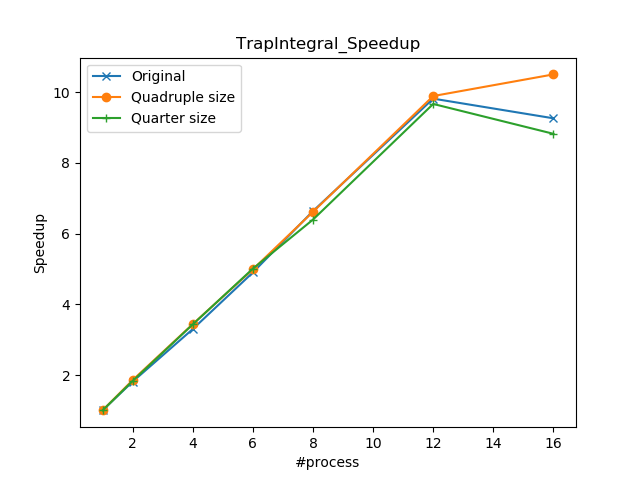 TrapIntegral_Speedup
Original
Quadruple size
Quarter size
10
8
6
4
2
Speedup
2 4 6 8 10 12 14 16
#process